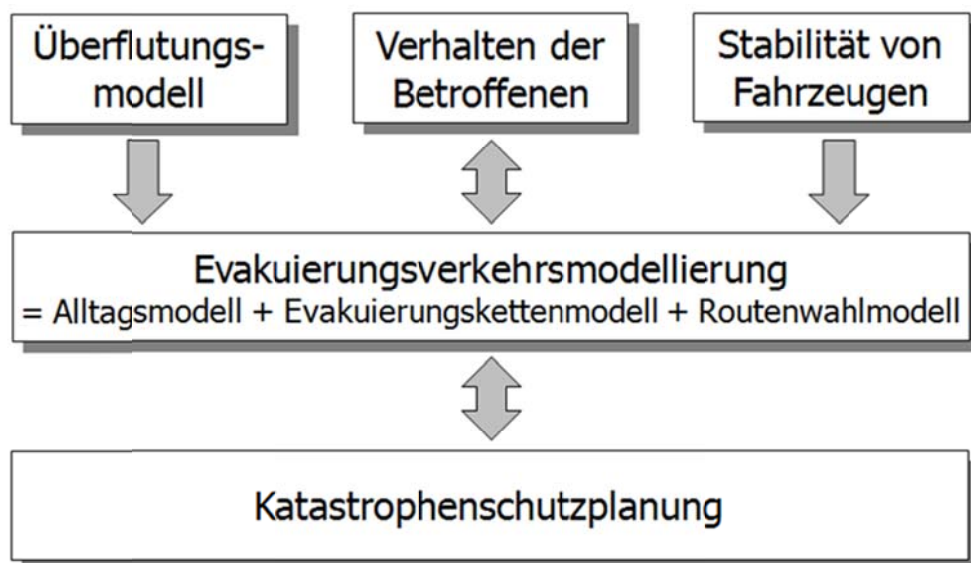 Überflutungs-
modell
Verhalten der
Betroffenen
Stabilität von
Fahrzeugen
Evakuierungsverkehrsmodellierung
= Alltagsmodell + Evakuierungskettenmodell + Routenwahlmodell
Katastrophenschutzplanung